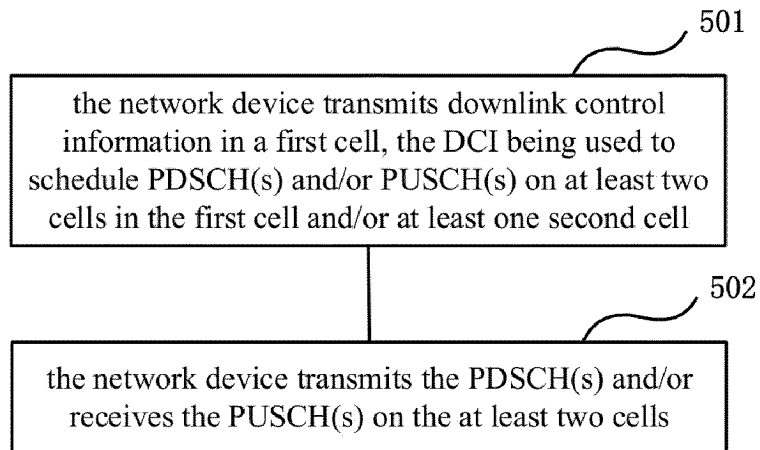 501
the network device transmits downlink control
information in a first cell, the DCI being used to
schedule PDSCH(s) and/or PUSCH(s) on at least two
cells in the first cell and/or at least one second cell
502
the network device transmits the PDSCH(s) and/or
receives the PUSCH(s) on the at least two cells